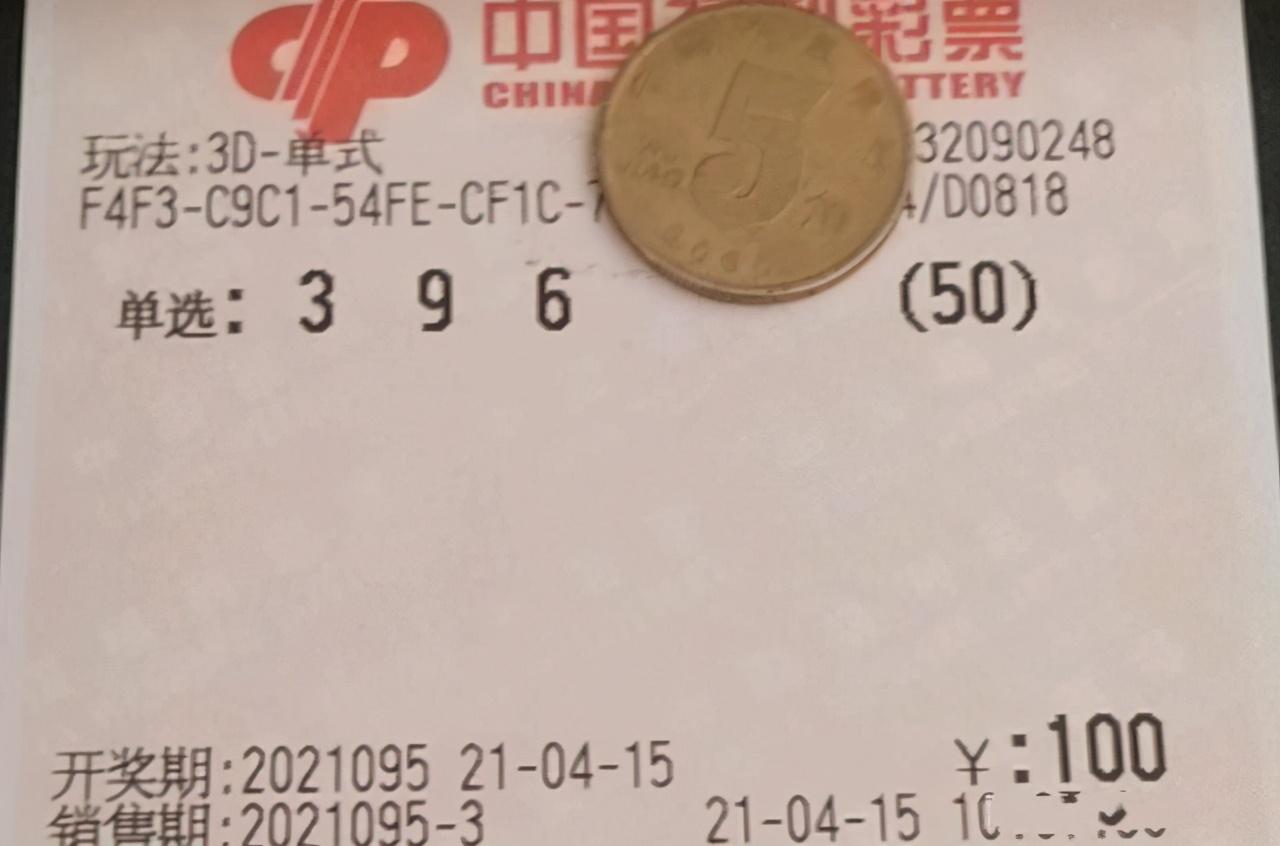 中国 彩票
CHINA TTERY
玩法:3D-单式 32090248
F4F3-C9C1-54FE-CF1C- /D0818
5
单选: 3 9 6 (50)
开奖期:2021095 21-04-15 ¥:100
销售期:2021095-3 21-04-15